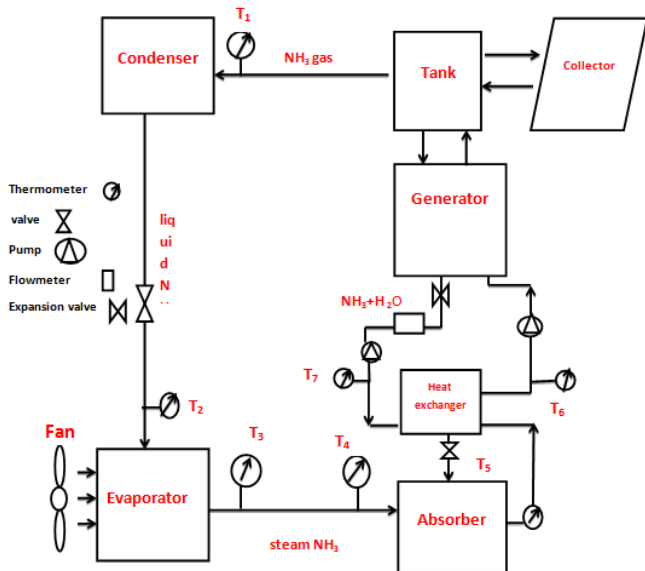 T₁
Condenser
NH₃ gas
Tank
Collector
Thermometer
valve
Pump
Flowmeter
Expansion valve
liq
ui
d
N
Generator
NH₃+H₂O
T₇
Heat
exchanger
T₆
T₂
Fan
T₃
T₄
T₅
Evaporator
Absorber
steam NH₃